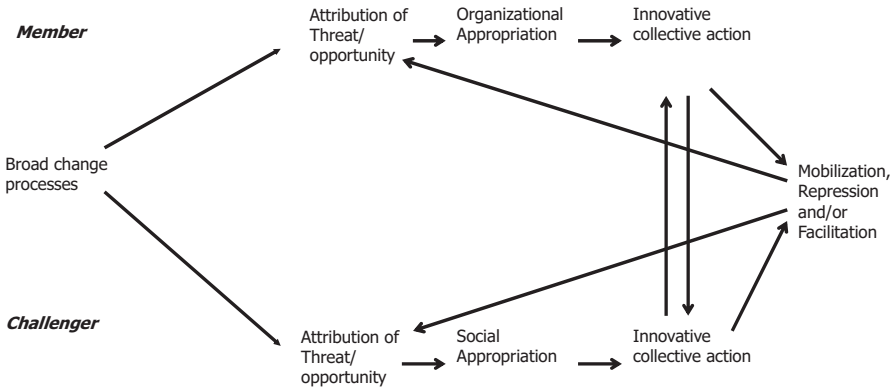 Member
Attribution of
Threat/
opportunity
Organizational
Appropriation
Innovative
collective action
Broad change
processes
Mobilization,
Repression
and/or
Facilitation
Challenger
Attribution of
Threat/
opportunity
Social
Appropriation
Innovative
collective action